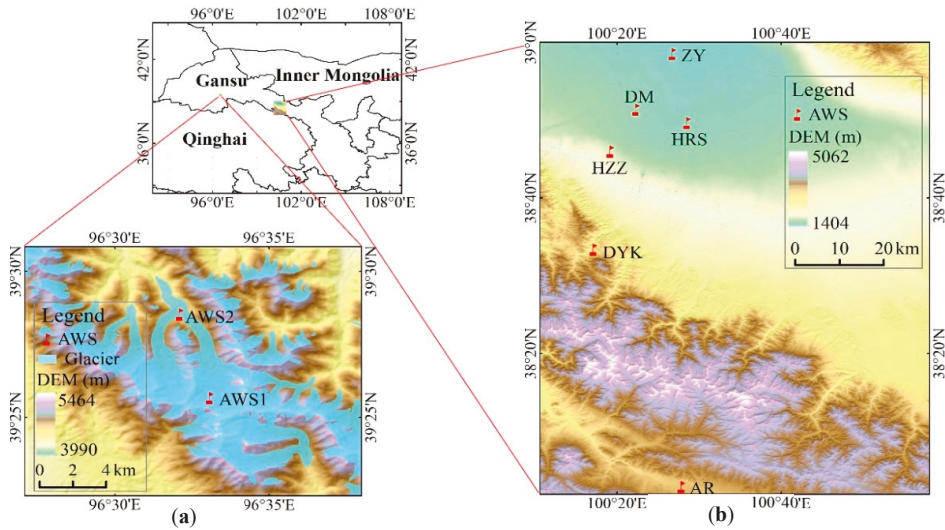 96°0'E 102°0'E 108°0'E
42°0'N
36°0'N
42°0'N
36°0'N
Gansu
Inner Mongolia
Qinghai
96°0'E 102°0'E 108°0'E
96°30'E 96°35'E
39°30'N
39°25'N
39°30'N
39°25'N
AWS2
AWS1
Legend
AWS
Glacier
DEM (m)
5464
3990
0 2 4 km
96°30'E 96°35'E
(a)
100°20'E 100°40'E
39°0'N
38°40'N
38°20'N
39°0'N
38°40'N
38°20'N
ZY
DM
HRS
HZZ
DYK
AR
Legend
AWS
DEM (m)
5062
1404
0 10 20 km
100°20'E 100°40'E
(b)